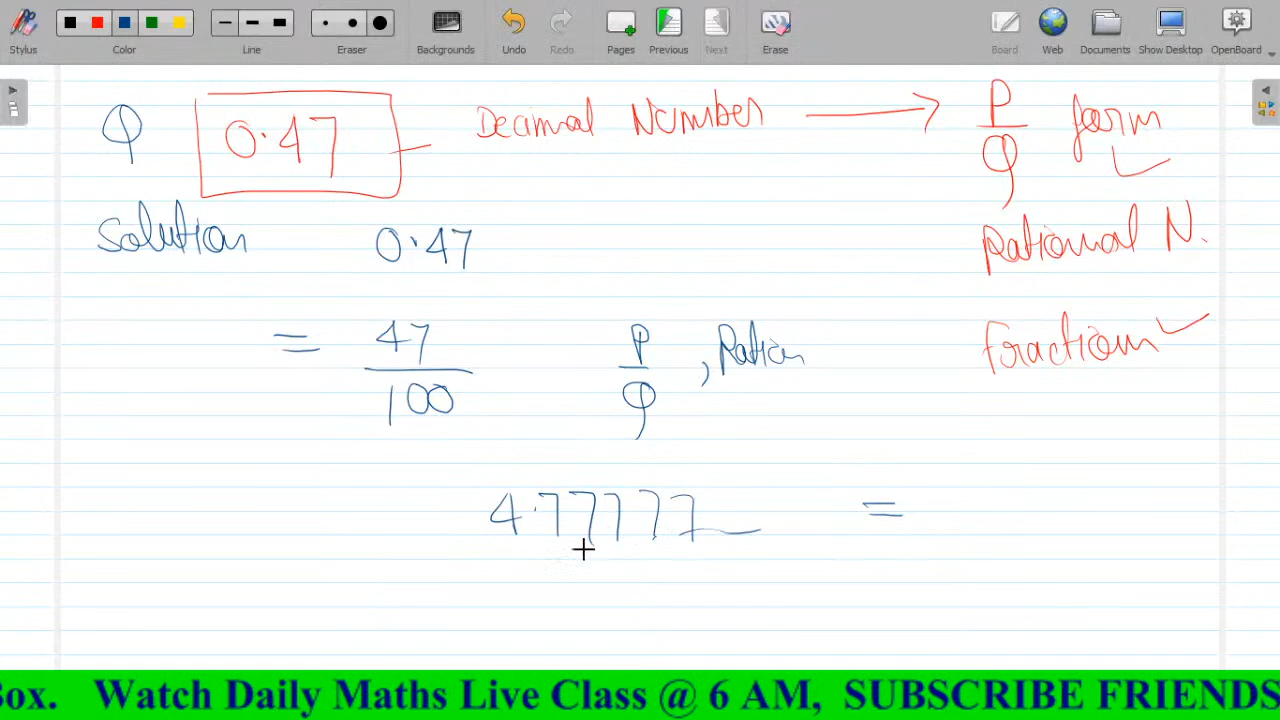 Stylus Color Line Eraser Backgrounds Undo Redo Pages Previous Next Erase Board Web Documents Show Desktop OpenBoard
Q 0.47 Decimal Number → P/Q form
Solution 0.47 Rational N.
= 47/100 P/Q , Ration Fraction
4.77777 =
Box. Watch Daily Maths Live Class @ 6 AM, SUBSCRIBE FRIENDS